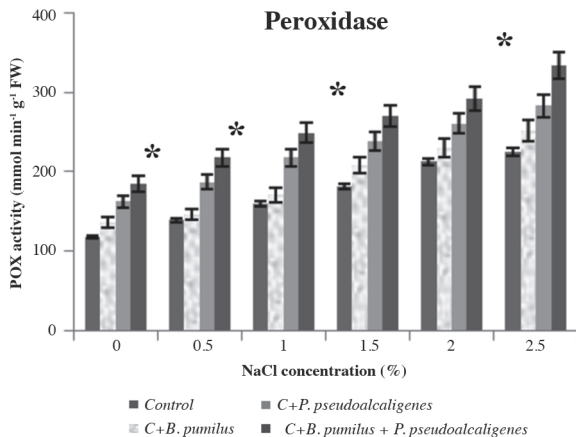 Peroxidase
POX activity (mmol min⁻¹ g⁻¹ FW)
400
300
200
100
0
*
*
*
*
0 0.5 1 1.5 2 2.5
NaCl concentration (%)
Control
C+P. pseudoalcaligenes
C+B. pumilus
C+B. pumilus + P. pseudoalcaligenes